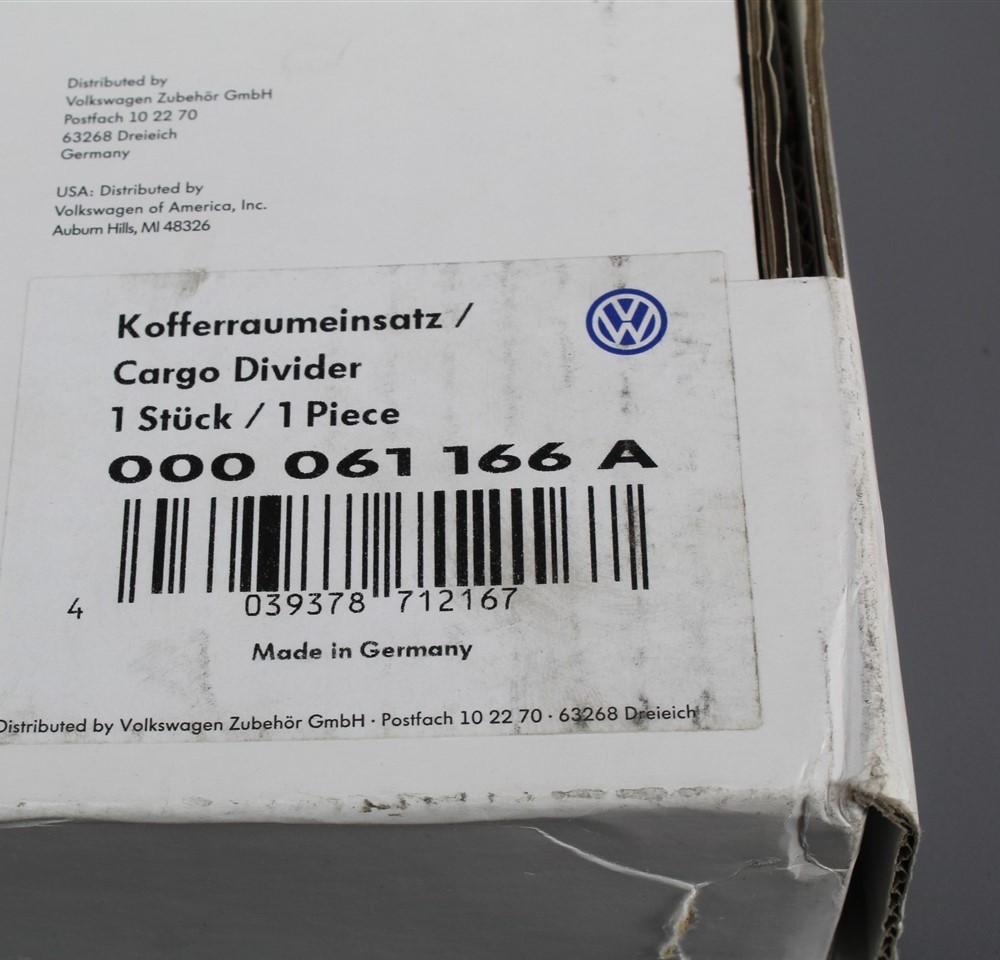 Distributed by
Volkswagen Zubehör GmbH
Postfach 10 22 70
63268 Dreieich
Germany
USA: Distributed by
Volkswagen of America, Inc.
Auburn Hills, MI 48326
Kofferraumeinsatz /
Cargo Divider
1 Stück / 1 Piece
000 061 166 A
4 039378 712167
Made in Germany
Distributed by Volkswagen Zubehör GmbH · Postfach 10 22 70 · 63268 Dreieich